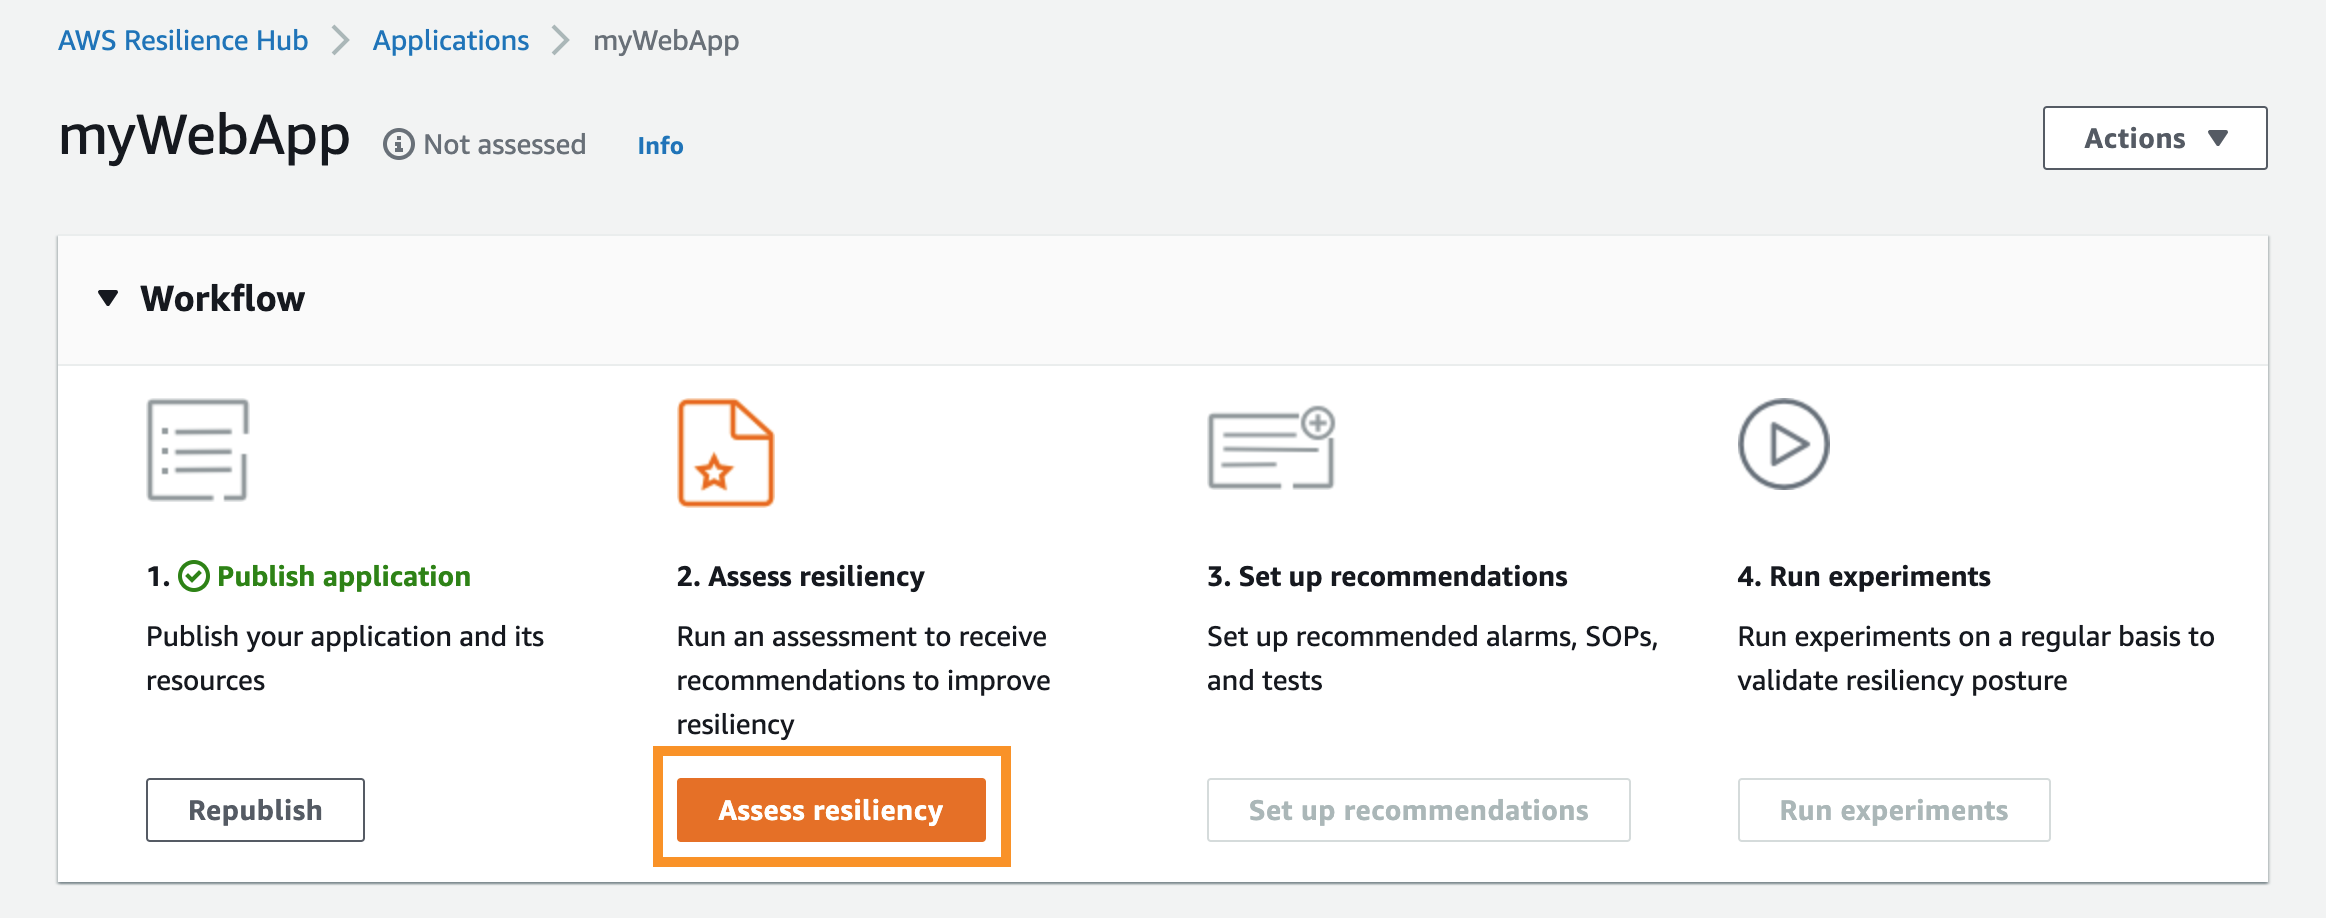 AWS Resilience Hub > Applications > myWebApp
myWebApp Not assessed Info
Actions
Workflow
1. Publish application
Publish your application and its
resources
Republish
2. Assess resiliency
Run an assessment to receive
recommendations to improve
resiliency
Assess resiliency
3. Set up recommendations
Set up recommended alarms, SOPs,
and tests
Set up recommendations
4. Run experiments
Run experiments on a regular basis to
validate resiliency posture
Run experiments